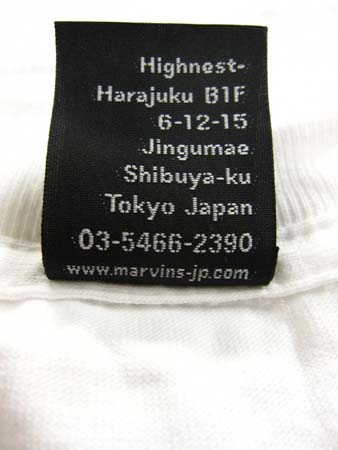 Highnest-
Harajuku B1F
6-12-15
Jingumae
Shibuya-ku
Tokyo Japan
03-5466-2390
www.marvins-jp.com